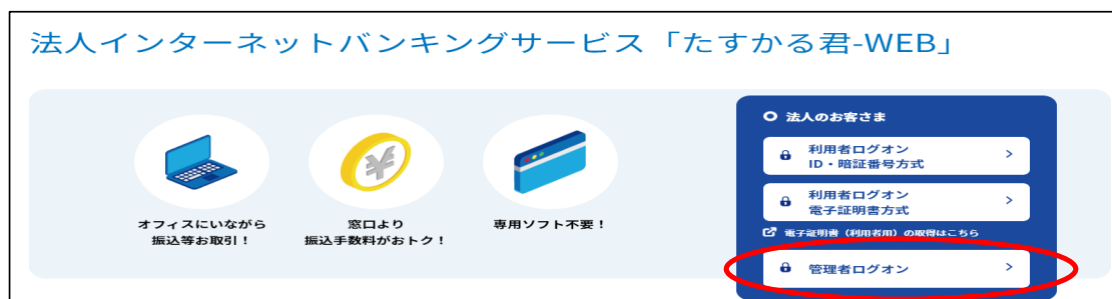 法人インターネットバンキングサービス「たすかる君-WEB」
オフィスにいながら
振込等お取引！
窓口より
振込手数料がおトク！
専用ソフト不要！
法人のお客さま
利用者ログオン
ID・暗証番号方式
利用者ログオン
電子証明書方式
電子証明書（利用者用）の取得はこちら
管理者ログオン